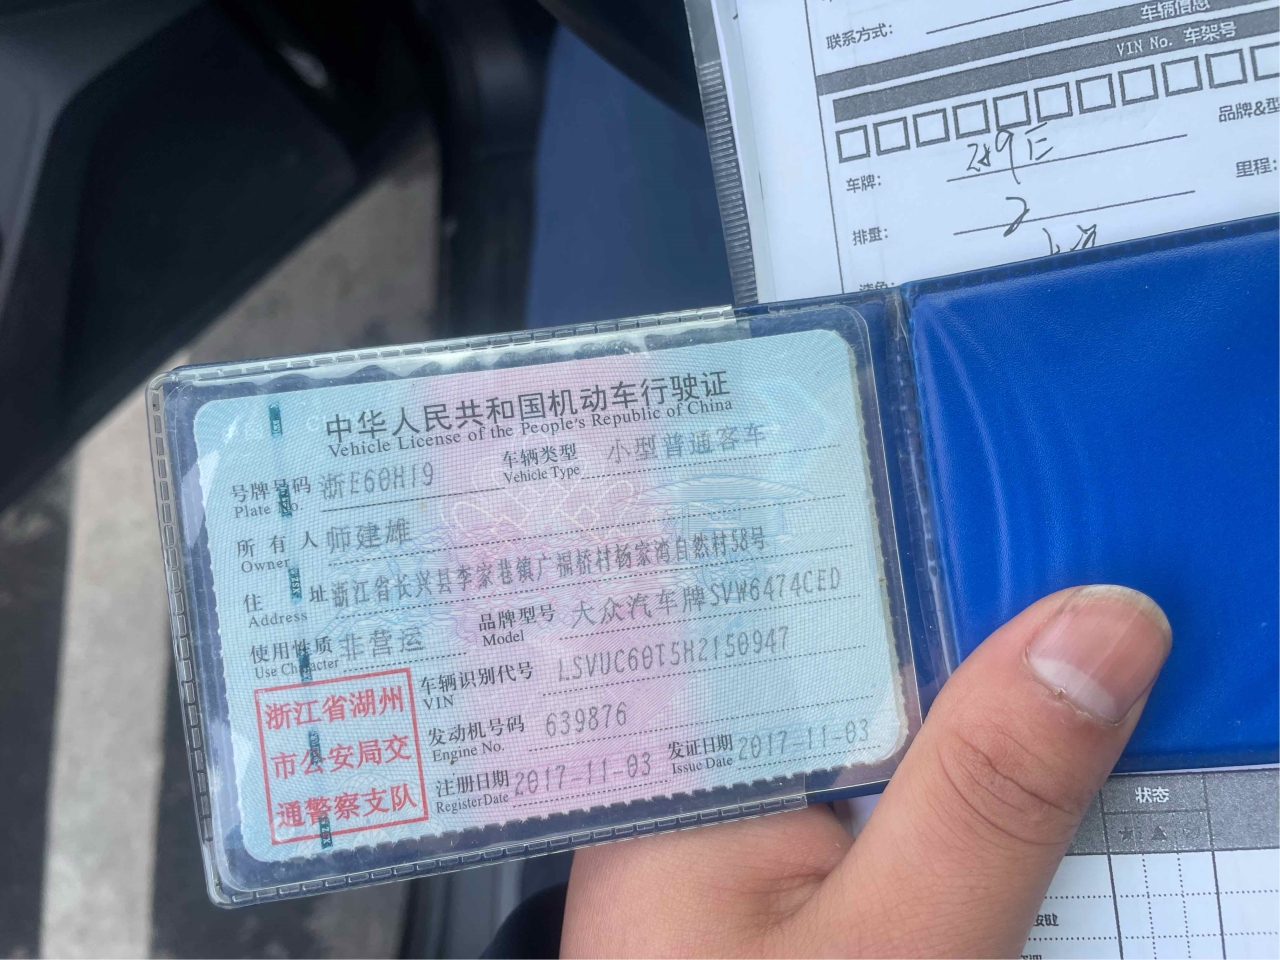 联系方式：
车辆信息
VIN No. 车架号
品牌&型
车牌：
里程：
排量： 2
中华人民共和国机动车行驶证
Vehicle License of the People's Republic of China
号牌号码 浙E60H19 车辆类型 小型普通客车
Plate No. Vehicle Type
所有人 师建雄
Owner
住址 浙江省长兴县李家巷镇广福桥村杨家湾自然村58号
Address
使用性质 非营运 品牌型号 大众汽车牌SVW6474CED
Use Character Model
车辆识别代号 LSVUC60T5H2150947
VIN
发动机号码 639876
Engine No.
注册日期 2017-11-03 发证日期 2017-11-03
Register Date Issue Date
浙江省湖州
市公安局交
通警察支队
状态